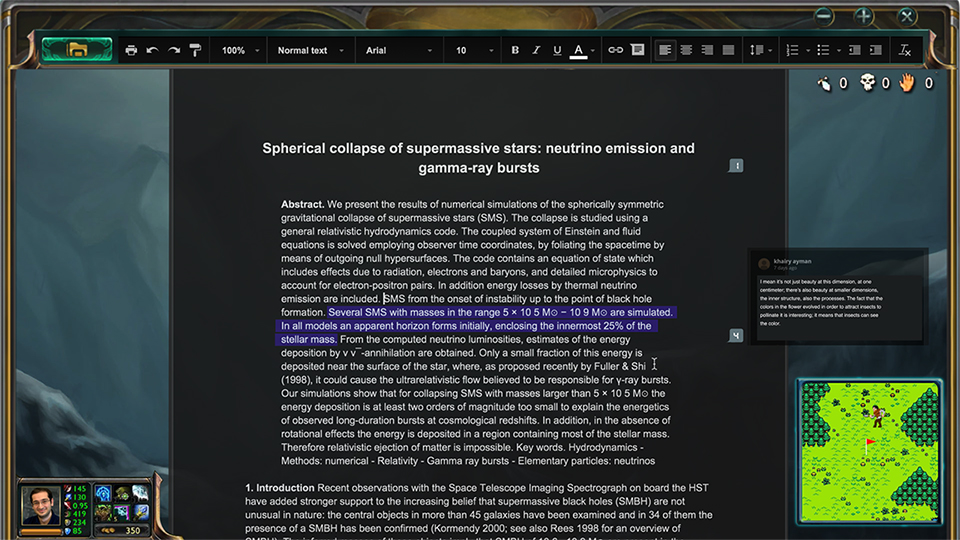 100% Normal text Arial 10 B I U A
0 0 0
Spherical collapse of supermassive stars: neutrino emission and
gamma-ray bursts
1
Abstract. We present the results of numerical simulations of the spherically symmetric
gravitational collapse of supermassive stars (SMS). The collapse is studied using a
general relativistic hydrodynamics code. The coupled system of Einstein and fluid
equations is solved employing observer time coordinates, by foliating the spacetime by
means of outgoing null hypersurfaces. The code contains an equation of state which
includes effects due to radiation, electrons and baryons, and detailed microphysics to
account for electron-positron pairs. In addition energy losses by thermal neutrino
emission are included. SMS from the onset of instability up to the point of black hole
formation. Several SMS with masses in the range 5 × 10 5 M⊙ − 10 9 M⊙ are simulated.
In all models an apparent horizon forms initially, enclosing the innermost 25% of the
stellar mass. From the computed neutrino luminosities, estimates of the energy
deposition by ν ν¯-annihilation are obtained. Only a small fraction of this energy is
deposited near the surface of the star, where, as proposed recently by Fuller & Shi
(1998), it could cause the ultrarelativistic flow believed to be responsible for γ-ray bursts.
Our simulations show that for collapsing SMS with masses larger than 5 × 10 5 M⊙ the
energy deposition is at least two orders of magnitude too small to explain the energetics
of observed long-duration bursts at cosmological redshifts. In addition, in the absence of
rotational effects the energy is deposited in a region containing most of the stellar mass.
Therefore relativistic ejection of matter is impossible. Key words. Hydrodynamics -
Methods: numerical - Relativity - Gamma ray bursts - Elementary particles: neutrinos
khairy ayman
7 days ago
I mean it's not just beauty at this dimension, at one
centimeter; there's also beauty at smaller dimensions,
the inner structure, also the processes. The fact that the
colors in the flower evolved in order to attract insects to
pollinate it is interesting; it means that insects can see
the color.
4
1. Introduction Recent observations with the Space Telescope Imaging Spectrograph on board the HST
have added stronger support to the increasing belief that supermassive black holes (SMBH) are not
unusual in nature: the central objects in more than 45 galaxies have been examined and in 34 of them the
presence of a SMBH has been confirmed (Kormendy 2000; see also Rees 1998 for an overview of
145
130
0.95
419
234
85
350